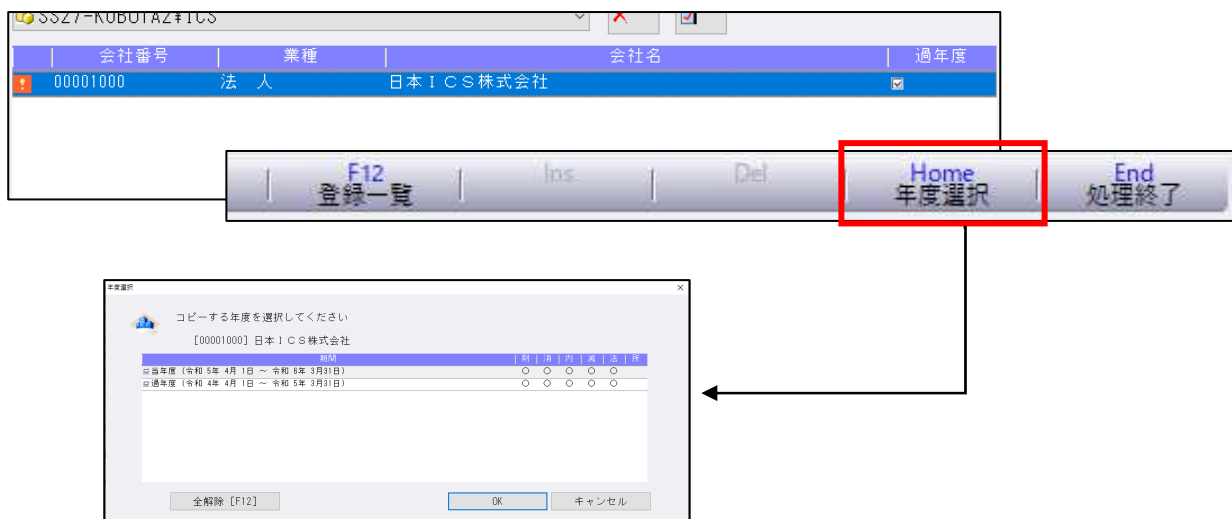 SS27-KUBOTA2¥ICS
会社番号 業種 会社名 過年度
00001000 法 人 日本ICS株式会社
F12 Ins Del Home End
登録一覧 年度選択 処理終了
年度選択
コピーする年度を選択してください
[00001000] 日本ICS株式会社
期間 財 消 内 減 法 所
当年度 (令和 5年 4月 1日 ～ 令和 6年 3月31日) ○ ○ ○ ○ ○
過年度 (令和 4年 4月 1日 ～ 令和 5年 3月31日) ○ ○ ○ ○ ○
全解除 [F12] OK キャンセル